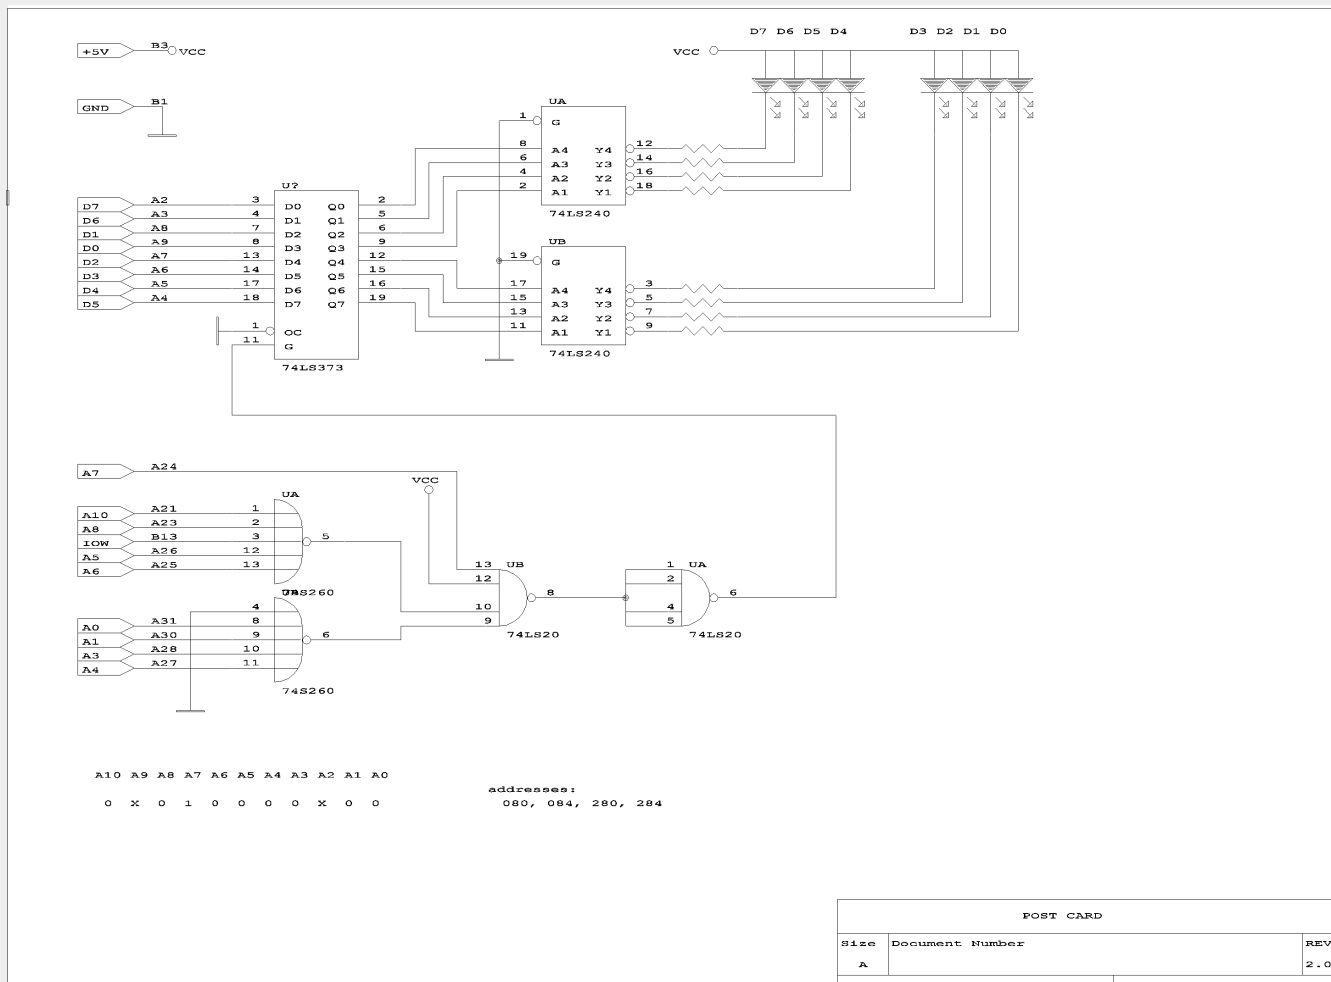 D7 D6 D5 D4 D3 D2 D1 D0
+5V B3 VCC VCC
GND B1
UA
1 G
8 A4 Y4 12
6 A3 Y3 14
4 A2 Y2 16
2 A1 Y1 18
74LS240
U?
D7 A2 3 D0 Q0 2
D6 A3 4 D1 Q1 5
D1 A8 7 D2 Q2 6
D0 A9 8 D3 Q3 9
D2 A7 13 D4 Q4 12
D3 A6 14 D5 Q5 15
D4 A5 17 D6 Q6 16
D5 A4 18 D7 Q7 19
1 OC
11 G
74LS373
UB
19 G
17 A4 Y4 3
15 A3 Y3 5
13 A2 Y2 7
11 A1 Y1 9
74LS240
A7 A24
VCC
UA
A10 A21 1
A8 A23 2
IOW B13 3 5
A5 A26 12
A6 A25 13
74S260
4
A0 A31 8
A1 A30 9 6
A3 A28 10
A4 A27 11
74S260
13 UB
12
8
10
9
74LS20
1 UA
2
6
4
5
74LS20
A10 A9 A8 A7 A6 A5 A4 A3 A2 A1 A0
0 X 0 1 0 0 0 0 X 0 0
addresses:
080, 084, 280, 284
POST CARD
Size Document Number REV
A 2.0